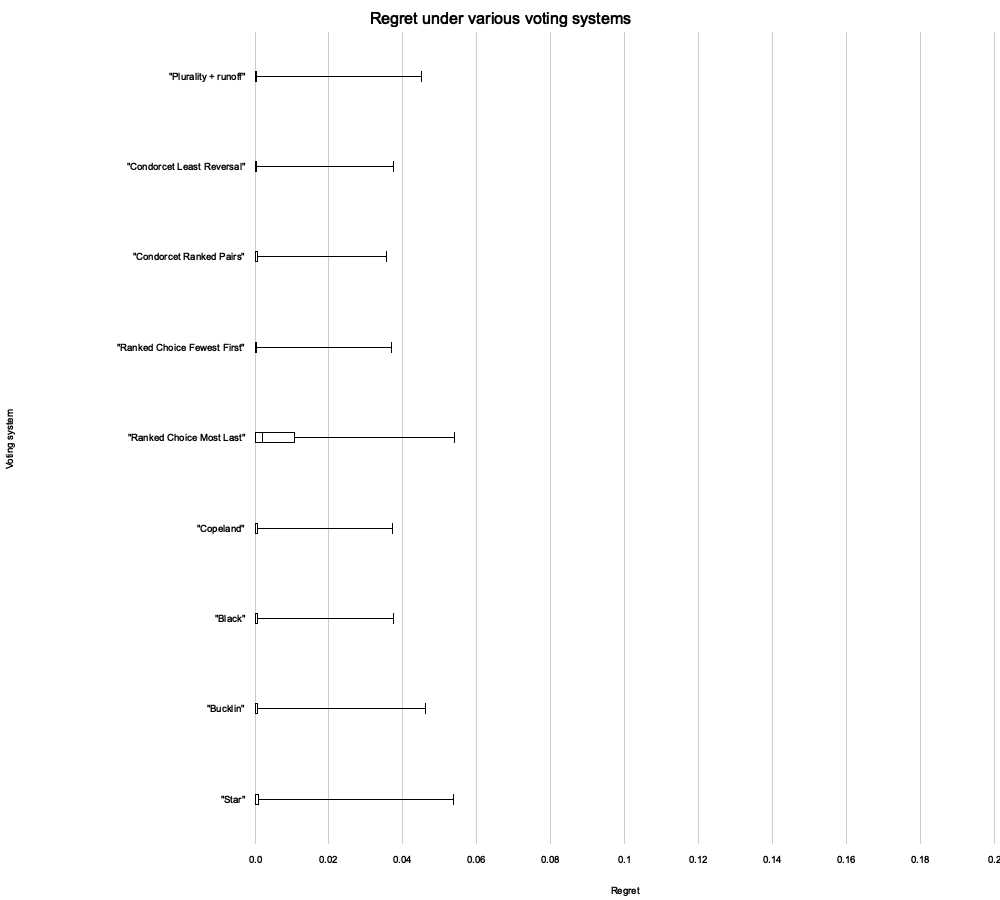 Regret under various voting systems
"Plurality + runoff"
"Condorcet Least Reversal"
"Condorcet Ranked Pairs"
"Ranked Choice Fewest First"
"Ranked Choice Most Last"
"Copeland"
"Black"
"Bucklin"
"Star"
Voting system
0.0 0.02 0.04 0.06 0.08 0.1 0.12 0.14 0.16 0.18 0.2
Regret